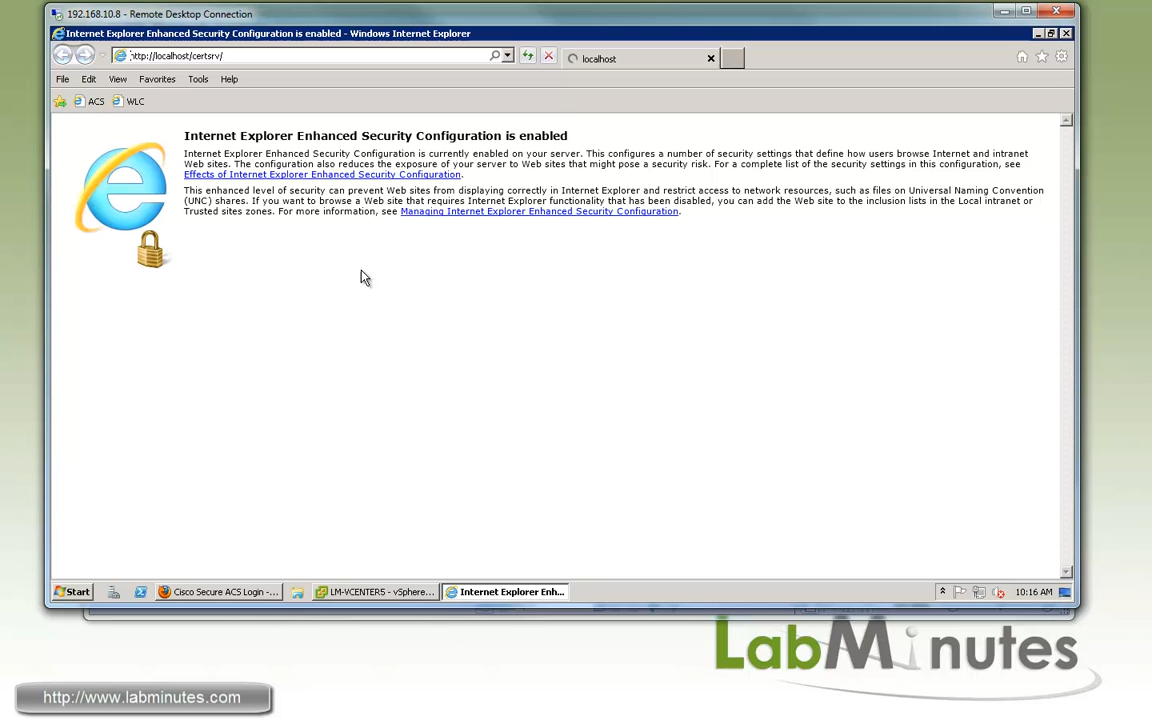 192.168.10.8 - Remote Desktop Connection
Internet Explorer Enhanced Security Configuration is enabled - Windows Internet Explorer
http://localhost/certsrv/
localhost
File Edit View Favorites Tools Help
ACS WLC
Internet Explorer Enhanced Security Configuration is enabled
Internet Explorer Enhanced Security Configuration is currently enabled on your server. This configures a number of security settings that define how users browse Internet and intranet
Web sites. The configuration also reduces the exposure of your server to Web sites that might pose a security risk. For a complete list of the security settings in this configuration, see
Effects of Internet Explorer Enhanced Security Configuration.
This enhanced level of security can prevent Web sites from displaying correctly in Internet Explorer and restrict access to network resources, such as files on Universal Naming Convention
(UNC) shares. If you want to browse a Web site that requires Internet Explorer functionality that has been disabled, you can add the Web site to the inclusion lists in the Local intranet or
Trusted sites zones. For more information, see Managing Internet Explorer Enhanced Security Configuration.
Start Cisco Secure ACS Login -... LM-VCENTER5 - vSphere... Internet Explorer Enh... 10:16 AM
LabMinutes
http://www.labminutes.com